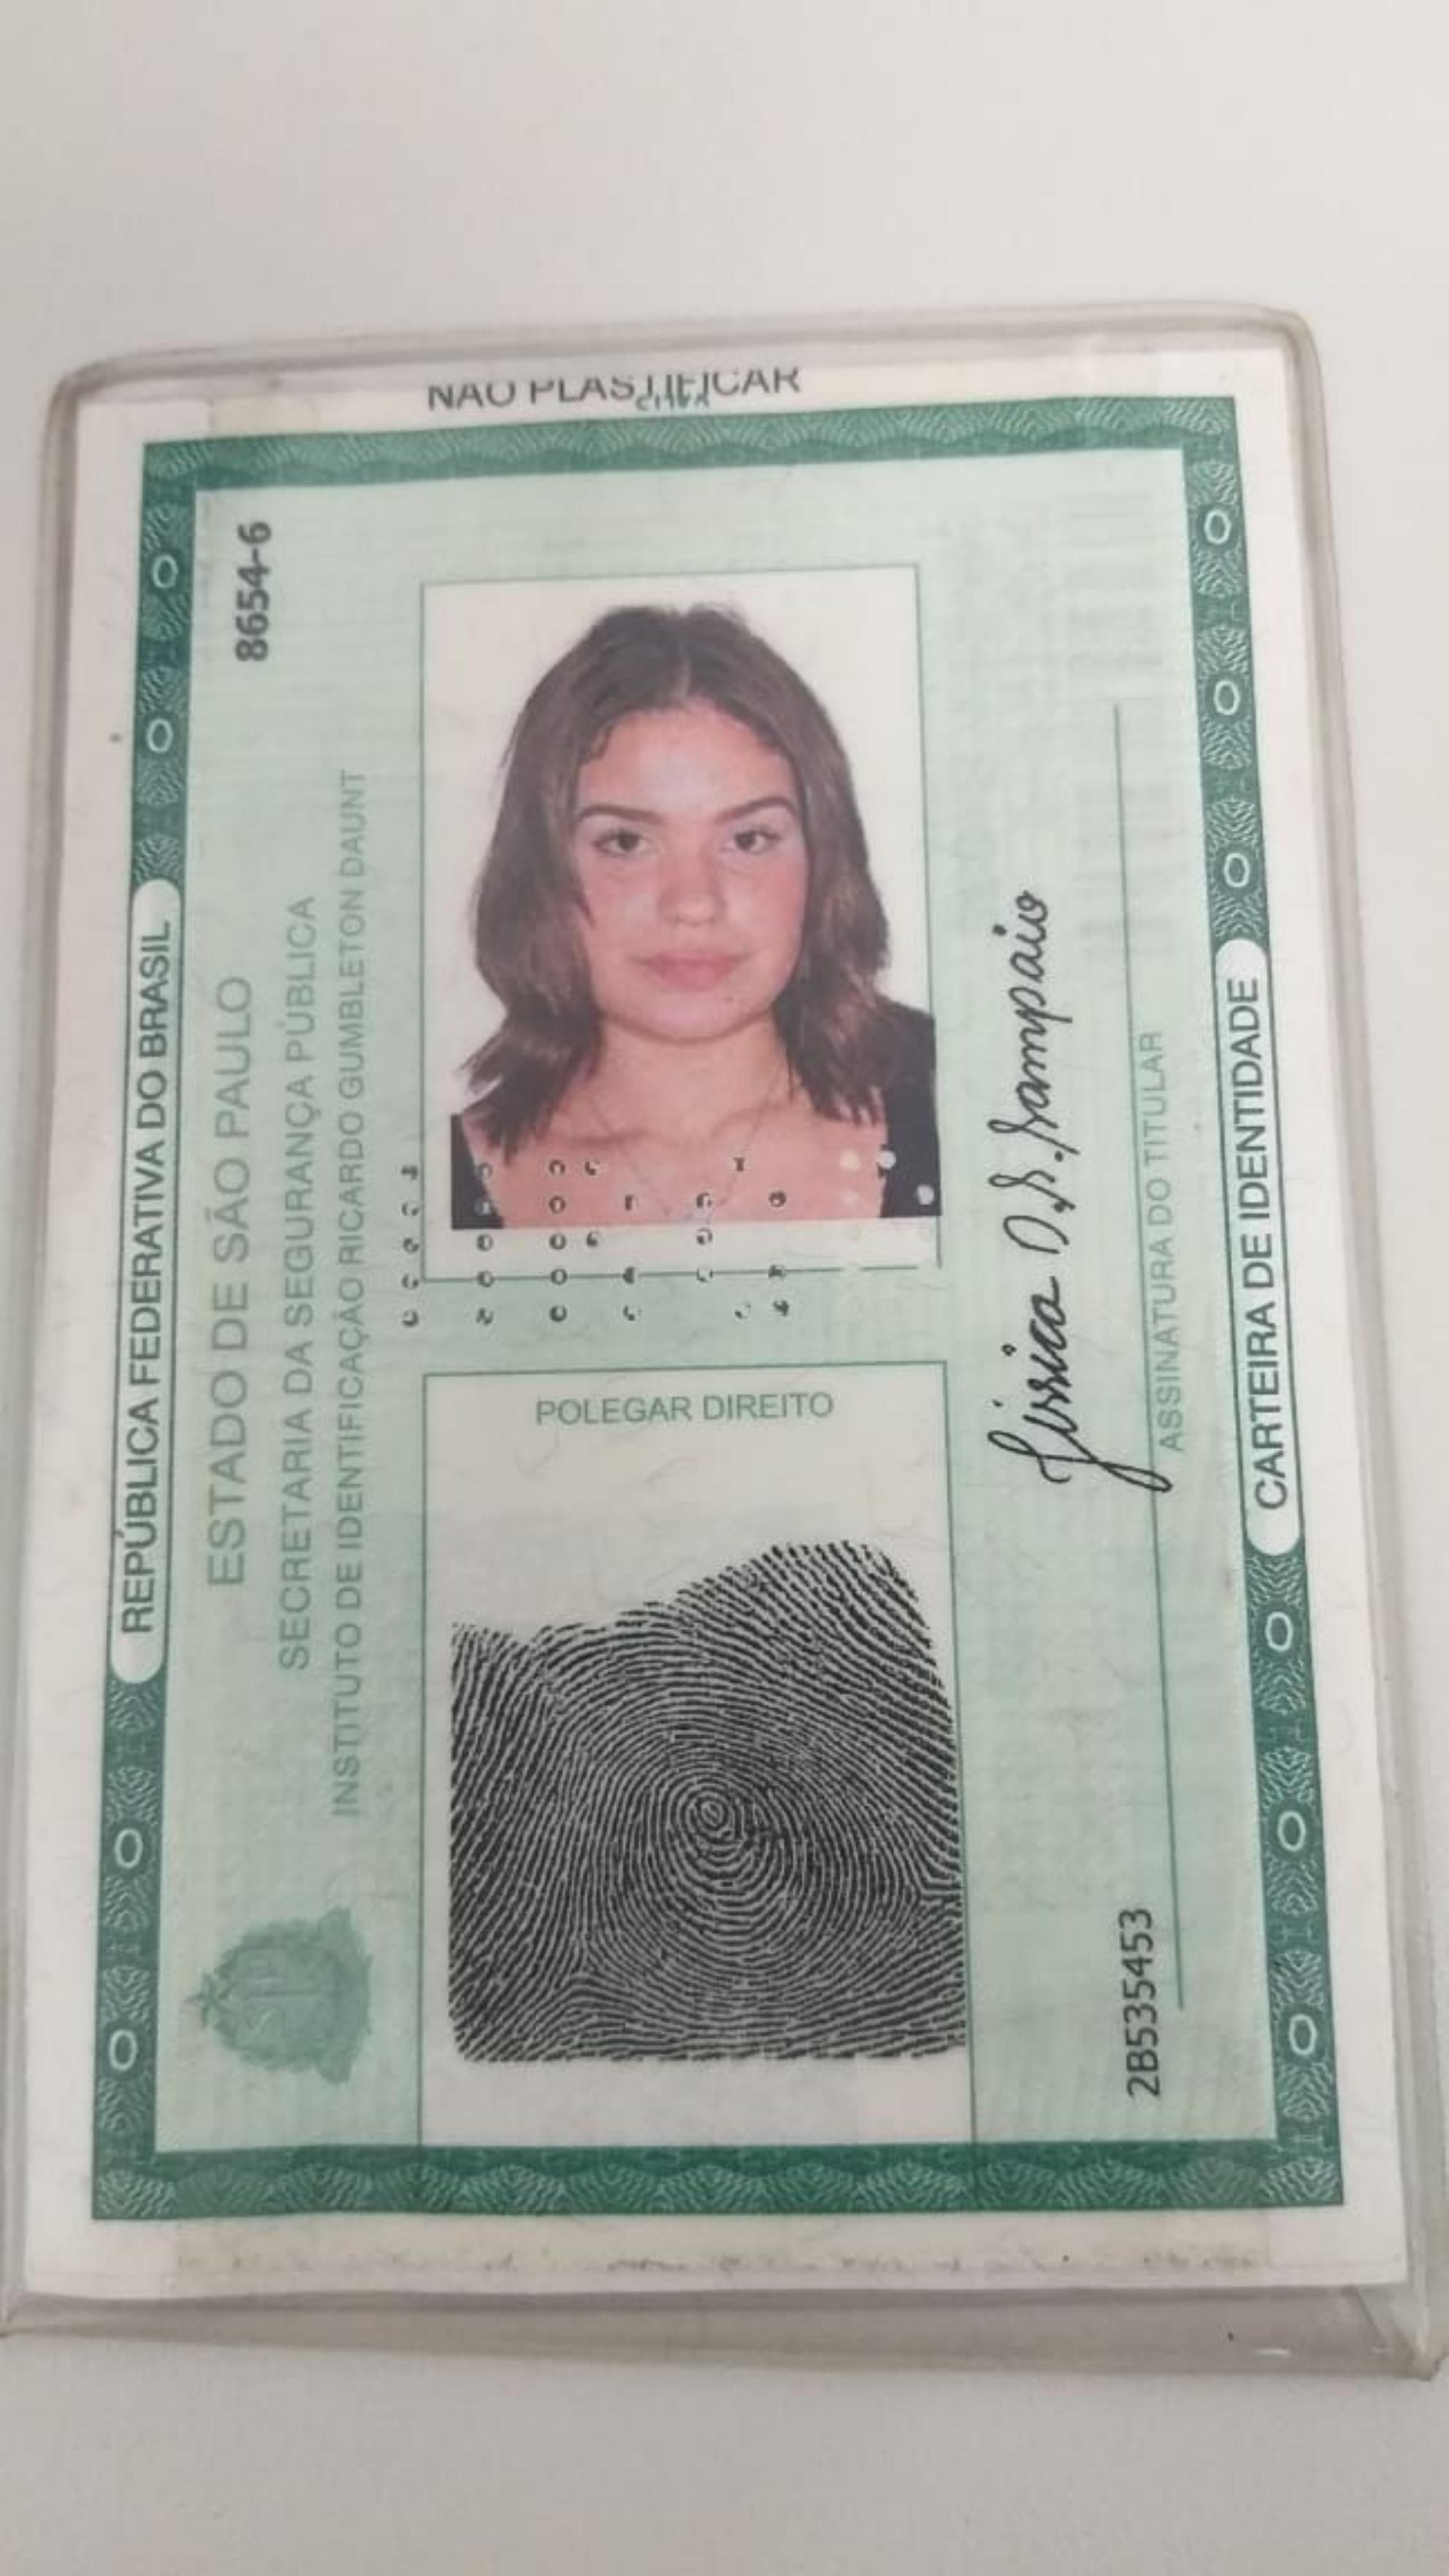 NÃO PLASTIFICAR
REPÚBLICA FEDERATIVA DO BRASIL
8654-6
ESTADO DE SÃO PAULO
SECRETARIA DA SEGURANÇA PÚBLICA
INSTITUTO DE IDENTIFICAÇÃO RICARDO GUMBLETON DAUNT
POLEGAR DIREITO
Jessica D. S. Sampaio
2B535453
ASSINATURA DO TITULAR
CARTEIRA DE IDENTIDADE